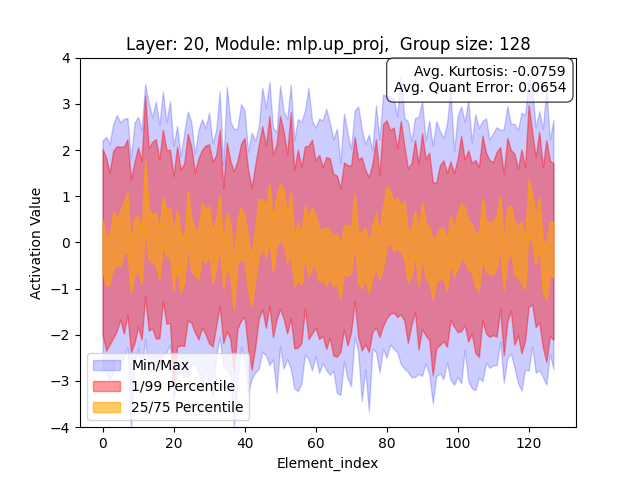 Layer: 20, Module: mlp.up_proj,  Group size: 128
Avg. Kurtosis: -0.0759
Avg. Quant Error: 0.0654
Activation Value
4
3
2
1
0
−1
−2
−3
−4
Min/Max
1/99 Percentile
25/75 Percentile
0
20
40
60
80
100
120
Element_index